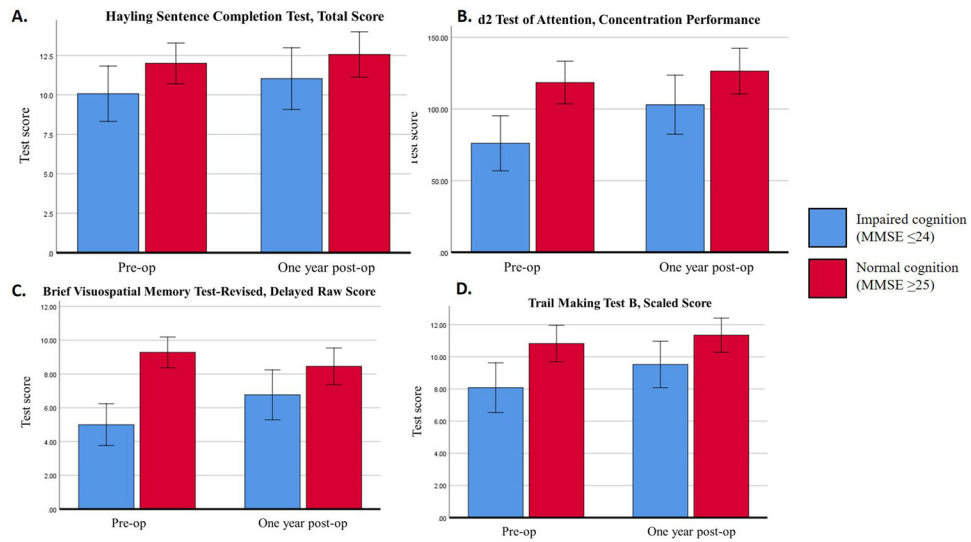 A.
Hayling Sentence Completion Test, Total Score
Test score
12.5
10.0
7.5
5.0
2.5
.0
Pre-op
One year post-op
B.
d2 Test of Attention, Concentration Performance
Test score
150.00
100.00
50.00
.00
Pre-op
One year post-op
Impaired cognition
(MMSE ≤24)
Normal cognition
(MMSE ≥25)
C.
Brief Visuospatial Memory Test-Revised, Delayed Raw Score
Test score
12.00
10.00
8.00
6.00
4.00
2.00
.00
Pre-op
One year post-op
D.
Trail Making Test B, Scaled Score
Test score
12.00
10.00
8.00
6.00
4.00
2.00
.00
Pre-op
One year post-op